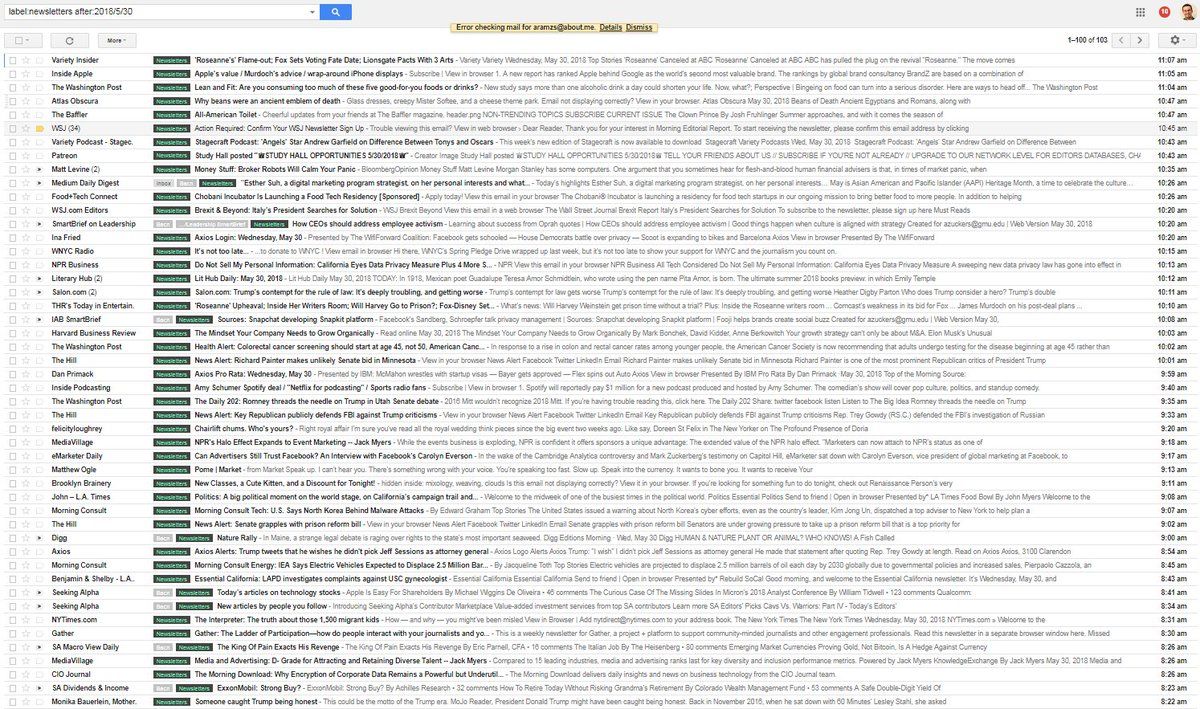 label:newsletters after:2018/5/30
10
Error checking mail for aramzs@about.me. Details Dismiss
More
1–100 of 103
Variety Insider Newsletters 'Roseanne's' Flame-out; Fox Sets Voting Fate Date; Lionsgate Pacts With 3 Arts - Variety Variety Wednesday, May 30, 2018 Top Stories 'Roseanne' Canceled at ABC 'Roseanne' Canceled at ABC ABC has pulled the plug on the revival "Roseanne." The move comes 11:07 am
Inside Apple Newsletters Apple's value / Murdoch's advice / wrap-around iPhone displays - Subscribe | View in browser 1. A new report has ranked Apple behind Google as the world's second most valuable brand. The rankings by global brand consultancy BrandZ are based on a combination of 11:05 am
The Washington Post Newsletters Lean and Fit: Are you consuming too much of these five good-for-you foods or drinks? - New study says more than one alcoholic drink a day could shorten your life. Now, what?; Perspective | Bingeing on food can turn into a serious disorder. Here are ways to head off... The Washington Post 11:04 am
Atlas Obscura Newsletters Why beans were an ancient emblem of death - Glass dresses, creepy Mister Softee, and a cheese theme park. Email not displaying correctly? View in your browser. Atlas Obscura May 30, 2018 Beans of Death Ancient Egyptians and Romans, along with 10:47 am
The Baffler Newsletters All-American Toilet - Cheerful updates from your friends at The Baffler magazine. header.png NON-TRENDING TOPICS SUBSCRIBE CURRENT ISSUE The Clown Prince By Josh Fruhlinger Summer approaches, and with it comes the season of 10:47 am
WSJ (34) Newsletters Action Required: Confirm Your WSJ Newsletter Sign Up - Trouble viewing this email? View in web browser › Dear Reader, Thank you for your interest in Morning Editorial Report. To start receiving the newsletter, please confirm this email address by clicking 10:45 am
Variety Podcast - Stagec. Newsletters Stagecraft Podcast: 'Angels' Star Andrew Garfield on Difference Between Tonys and Oscars - This week's new edition of Stagecraft is now available to download. Stagecraft Variety Podcasts Wed, May 30, 2018 Stagecraft Podcast: 'Angels' Star Andrew Garfield on Difference Between 10:43 am
Patreon Newsletters Study Hall posted "STUDY HALL OPPORTUNITIES 5/30/2018" - Creator Image Study Hall posted STUDY HALL OPPORTUNITIES 5/30/2018 TELL YOUR FRIENDS ABOUT US // SUBSCRIBE IF YOU'RE NOT ALREADY // UPGRADE TO OUR NETWORK LEVEL FOR EDITORS DATABASES, CHA 10:43 am
Matt Levine (2) Newsletters Money Stuff: Broker Robots Will Calm Your Panic - BloombergOpinion Money Stuff Matt Levine Morgan Stanley has some computers. One argument that you sometimes hear for flesh-and-blood human financial advisers is that, in times of market panic, when 10:35 am
Medium Daily Digest Inbox Bacn Newsletters "Esther Suh, a digital marketing program strategist, on her personal interests and what... - Today's highlights Esther Suh, a digital marketing program strategist, on her personal interests... May is Asian American and Pacific Islander (AAPI) Heritage Month, a time to celebrate the culture... 10:26 am
Food+Tech Connect Newsletters Chobani Incubator Is Launching a Food Tech Residency [Sponsored] - Apply today! View this email in your browser The Chobani® Incubator is launching a residency for food tech startups in our ongoing mission to bring better food to more people. In addition to helping 10:26 am
WSJ.com Editors Newsletters Brexit & Beyond: Italy's President Searches for Solution - WSJ Brexit Beyond View this email in a web browser The Wall Street Journal Brexit Report Italy's President Searches for Solutions To subscribe to the newsletter, please sign up here Must Reads 10:20 am
SmartBrief on Leadership Bacn Newsletters How CEOs should address employee activism - Learning about success from Oprah quotes | How CEOs should address employee activism | Good things happen when culture is aligned with strategy Created for azuckers@gmu.edu | Web Version May 30, 2018 10:20 am
Ina Fried Newsletters Axios Login: Wednesday, May 30 - Presented by The WifiForward Coalition: Facebook gets schooled — House Democrats battle over privacy — Scoot is expanding to bikes and Barcelona Axios View in browser Presented By The WifiForward 10:20 am
WNYC Radio Newsletters It's not too late... - ...to donate to WNYC! View email in browser Hi there, WNYC's Spring Pledge Drive wrapped up last week, but it's not too late to show your support for WNYC and the journalism you count on. 10:15 am
NPR Business Newsletters Do Not Sell My Personal Information: California Eyes Data Privacy Measure Plus 4 More S... - NPR View this email in your browser NPR Business All Tech Considered Do Not Sell My Personal Information: California Eyes Data Privacy Measure A sweeping new data privacy law has gone into effect in 10:13 am
Literary Hub (2) Newsletters Lit Hub Daily: May 30, 2018 - Lit Hub Daily May 30, 2018 TODAY: In 1918, Mexican poet Guadalupe Teresa Amor Schmidtlein, who wrote using the pen name Pita Amor, is born. The ultimate summer 2018 books preview, in which Emily Temple 10:12 am
Salon.com (2) Newsletters Salon.com: Trump's contempt for the rule of law: It's deeply troubling, and getting worse - Trump's contempt for law gets worse Trump's contempt for the rule of law: It's deeply troubling, and getting worse Heather Digby Parton Who does Trump consider a hero? Trump's double 10:11 am
THR's Today in Entertain. Newsletters 'Roseanne' Upheaval; Inside Her Writers Room; Will Harvey Go to Prison?; Fox-Disney Set... - What's news: Will Harvey Weinstein get prison time without a trial? Plus: Inside the Roseanne writers room ... Comcast's weakness in its bid for Fox ... James Murdoch on his post-deal plans ... 10:10 am
IAB SmartBrief Bacn Newsletters Sources: Snapchat developing Snapkit platform - Facebook's Sandberg, Schroepfer talk privacy management | Sources: Snapchat developing Snapkit platform | Fooji helps brands create social buzz Created for azuckers@gmu.edu | Web Version May 30, 10:08 am
Harvard Business Review Newsletters The Mindset Your Company Needs to Grow Organically - Read online May 30, 2018 The Mindset Your Company Needs to Grow Organically By Mark Bonchek, David Kidder, Anne Berkowitch Your growth strategy can't only be about M&A. Elon Musk's Unusual 10:03 am
The Washington Post Newsletters Health Alert: Colorectal cancer screening should start at age 45, not 50, American Canc... - In response to a rise in colon and rectal cancer rates among younger people, the American Cancer Society is now recommending that adults undergo testing for the disease beginning at age 45 rather than 10:02 am
The Hill Newsletters News Alert: Richard Painter makes unlikely Senate bid in Minnesota - View in your browser News Alert Facebook Twitter LinkedIn Email Richard Painter makes unlikely Senate bid in Minnesota Richard Painter is one of the most prominent Republican critics of President Trump 10:01 am
Dan Primack Newsletters Axios Pro Rata: Wednesday, May 30 - Presented by IBM: McMahon wrestles with startup visas — Bayer gets approved — Flex spins out Auto Axios View in browser Presented By IBM Pro Rata By Dan Primack ·May 30, 2018 Top of the Morning Source: 9:59 am
Inside Podcasting Newsletters Amy Schumer Spotify deal / "Netflix for podcasting" / Sports radio fans - Subscribe | View in browser 1. Spotify will reportedly pay $1 million for a new podcast produced and hosted by Amy Schumer. The comedian's show will cover pop culture, politics, and standup comedy. 9:40 am
The Washington Post Newsletters The Daily 202: Romney threads the needle on Trump in Utah Senate debate - 2016 Mitt wouldn't recognize 2018 Mitt. If you're having trouble reading this, click here. The Daily 202 Share: twitter facebook listen Listen to The Big Idea Romney threads the needle on Trump 9:35 am
The Hill Newsletters News Alert: Key Republican publicly defends FBI against Trump criticisms - View in your browser News Alert Facebook Twitter LinkedIn Email Key Republican publicly defends FBI against Trump criticisms Rep. Trey Gowdy (R-S.C.) defended the FBI's investigation of Russian 9:33 am
felicityloughrey Newsletters Chairlift chums. Who's yours? - Right royal affair I'm sure you've read all the royal wedding think pieces since the big event two weeks ago. Like say, Doreen St Felix in The New Yorker on The Profound Presence of Doria 9:20 am
MediaVillage Newsletters NPR's Halo Effect Expands to Event Marketing -- Jack Myers - While the events business is exploding, NPR is confident it offers sponsors a unique advantage: The extended value of the NPR halo effect. "Marketers can now attach to NPR's status as one of 9:18 am
eMarketer Daily Newsletters Can Advertisers Still Trust Facebook? An Interview with Facebook's Carolyn Everson - In the wake of the Cambridge Analytica controversy and Mark Zuckerberg's testimony on Capitol Hill, eMarketer sat down with Carolyn Everson, vice president of global marketing at Facebook, to 9:17 am
Matthew Ogle Newsletters Pome | Market - from Market Speak up. I can't hear you. There's something wrong with your voice. You're speaking too fast. Slow up. Speak into the currency. It wants to bone you. It wants to receive Your 9:13 am
Brooklyn Brainery Newsletters New Classes, a Cute Kitten, and a Discount for Tonight! - hidden inside: mixology, weaving, clouds Is this email not displaying correctly? View it in your browser. If you're looking for something fun to do tonight, check out Renaissance Person's very 9:11 am
John – L.A. Times Newsletters Politics: A big political moment on the world stage, on California's campaign trail and... - Welcome to the midweek of one of the busiest times in the political world. Politics Essential Politics Send to friend | Open in browser Presented by* LA Times Food Bowl By John Myers Welcome to the 9:08 am
Morning Consult Newsletters Morning Consult Tech: U.S. Says North Korea Behind Malware Attacks - By Edward Graham Top Stories The United States issued a warning about North Korea's cyber efforts, even as the country's leader, Kim Jong Un, dispatched a top adviser to New York to help plan a 9:07 am
The Hill Newsletters News Alert: Senate grapples with prison reform bill - View in your browser News Alert Facebook Twitter LinkedIn Email Senate grapples with prison reform bill Senators are under growing pressure to take up a prison reform bill that is a top priority for 9:02 am
Digg Bacn Newsletters Nature Rally - In Maine, a strange legal debate is raging over rights to the state's most important seaweed. Digg Editions Morning · Wed, May 30 Digg HUMAN & NATURE PLANT OR ANIMAL? WHO KNOWS! A Fish Called 9:00 am
Axios Newsletters Axios Alerts: Trump tweets that he wishes he didn't pick Jeff Sessions as attorney general - Axios Logo Alerts Axios Trump: "I wish" I didn't pick Jeff Sessions as attorney general He made that statement after quoting Rep. Trey Gowdy at length. Read on Axios Axios, 3100 Clarendon 8:54 am
Morning Consult Newsletters Morning Consult Energy: IEA Says Electric Vehicles Expected to Displace 2.5 Million Bar... - By Jacqueline Toth Top Stories Electric vehicles are projected to displace 2.5 million barrels of oil each day by 2030 globally due to governmental policies and increased sales, Pierpaolo Cazzola, an 8:45 am
Benjamin & Shelby - L.A. Newsletters Essential California: LAPD investigates complaints against USC gynecologist - Essential California Essential California Send to friend | Open in browser Presented by* Rebuild SoCal Good morning, and welcome to the Essential California newsletter. It's Wednesday, May 30, and 8:43 am
Seeking Alpha Bacn Newsletters Today's articles on technology stocks - Apple Is Easy For Shareholders By Michael Wiggins De Oliveira • 46 comments The Curious Case Of The Missing Slides In Micron's 2018 Analyst Conference By William Tidwell • 123 comments Qualcomm: 8:41 am
Seeking Alpha Bacn Newsletters New articles by people you follow - Introducing Seeking Alpha's Contributor Marketplace Value-added investment services from top SA contributors Learn more SA Editors' Picks Cavs Vs. Warriors: Part IV - Today's Editors' 8:34 am
NYTimes.com Newsletters The Interpreter: The truth about those 1,500 migrant kids - How — and why — you might've been misled View in Browser | Add nytdirect@nytimes.com to your address book. The New York Times The New York Times Wednesday, May 30, 2018 NYTimes.com » Welcome to the 8:31 am
Gather Newsletters Gather: The Ladder of Participation—how do people interact with your journalists and yo... - This is a weekly newsletter for Gather, a project + platform to support community-minded journalists and other engagement professionals. Read this newsletter in a separate browser window here. Missed 8:30 am
SA Macro View Daily Bacn Newsletters The King Of Pain Exacts His Revenge - The King Of Pain Exacts His Revenge By Eric Parnell, CFA • 16 comments The Italian Job By The Heisenberg • 80 comments Emerging Market Currencies Proving Gold, Not Bitcoin, Is A Hedge Against Currency 8:26 am
MediaVillage Newsletters Media and Advertising: D- Grade for Attracting and Retaining Diverse Talent -- Jack Myers - Compared to 15 leading industries, media and advertising ranks last for key diversity and inclusion performance metrics. Powered by Jack Myers KnowledgeExchange By Jack Myers May 30, 2018 Media and 8:26 am
CIO Journal Newsletters The Morning Download: Why Encryption of Corporate Data Remains a Powerful but Underutil... - The Morning Download delivers daily insights and news on business technology from the CIO Journal team. 8:26 am
SA Dividends & Income Bacn Newsletters ExxonMobil: Strong Buy? - ExxonMobil: Strong Buy? By Achilles Research • 32 comments How To Retire Today Without Risking Grandma's Retirement By Colorado Wealth Management Fund • 53 comments A Safe Double-Digit Yield Of 8:23 am
Monika Bauerlein, Mother. Newsletters Someone caught Trump being honest - This could be the motto of the Trump era. MoJo Reader, President Donald Trump might have been caught being honest. Back in November 2016, when he sat down with 60 Minutes' Lesley Stahl, she asked 8:22 am